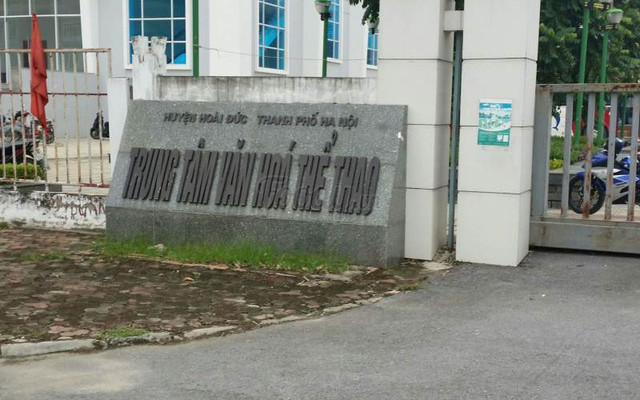 HUYỆN HOÀI ĐỨC THÀNH PHỐ HÀ NỘI
TRUNG TÂM VĂN HOÁ THỂ THAO